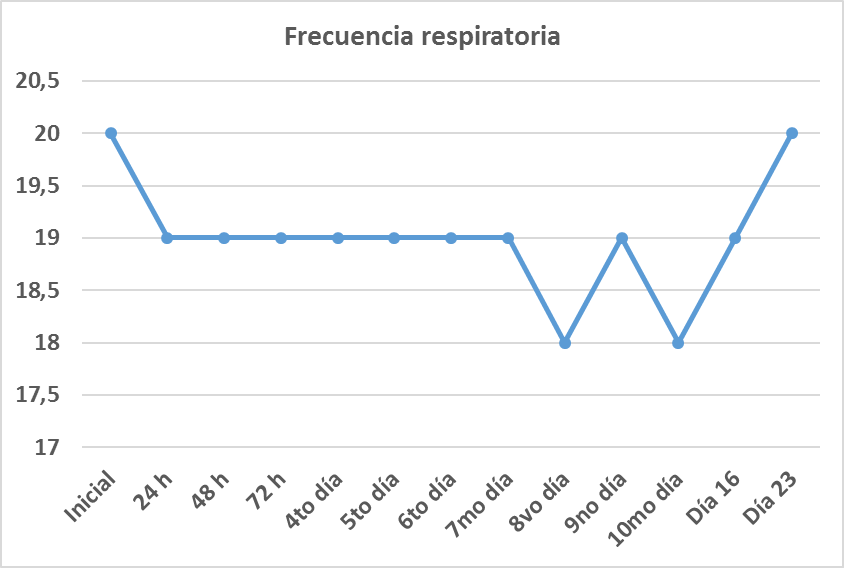 Frecuencia respiratoria
20,5
20
19,5
19
18,5
18
17,5
17
Inicial
24 h
48 h
72 h
4to día
5to día
6to día
7mo día
8vo día
9no día
10mo día
Día 16
Día 23